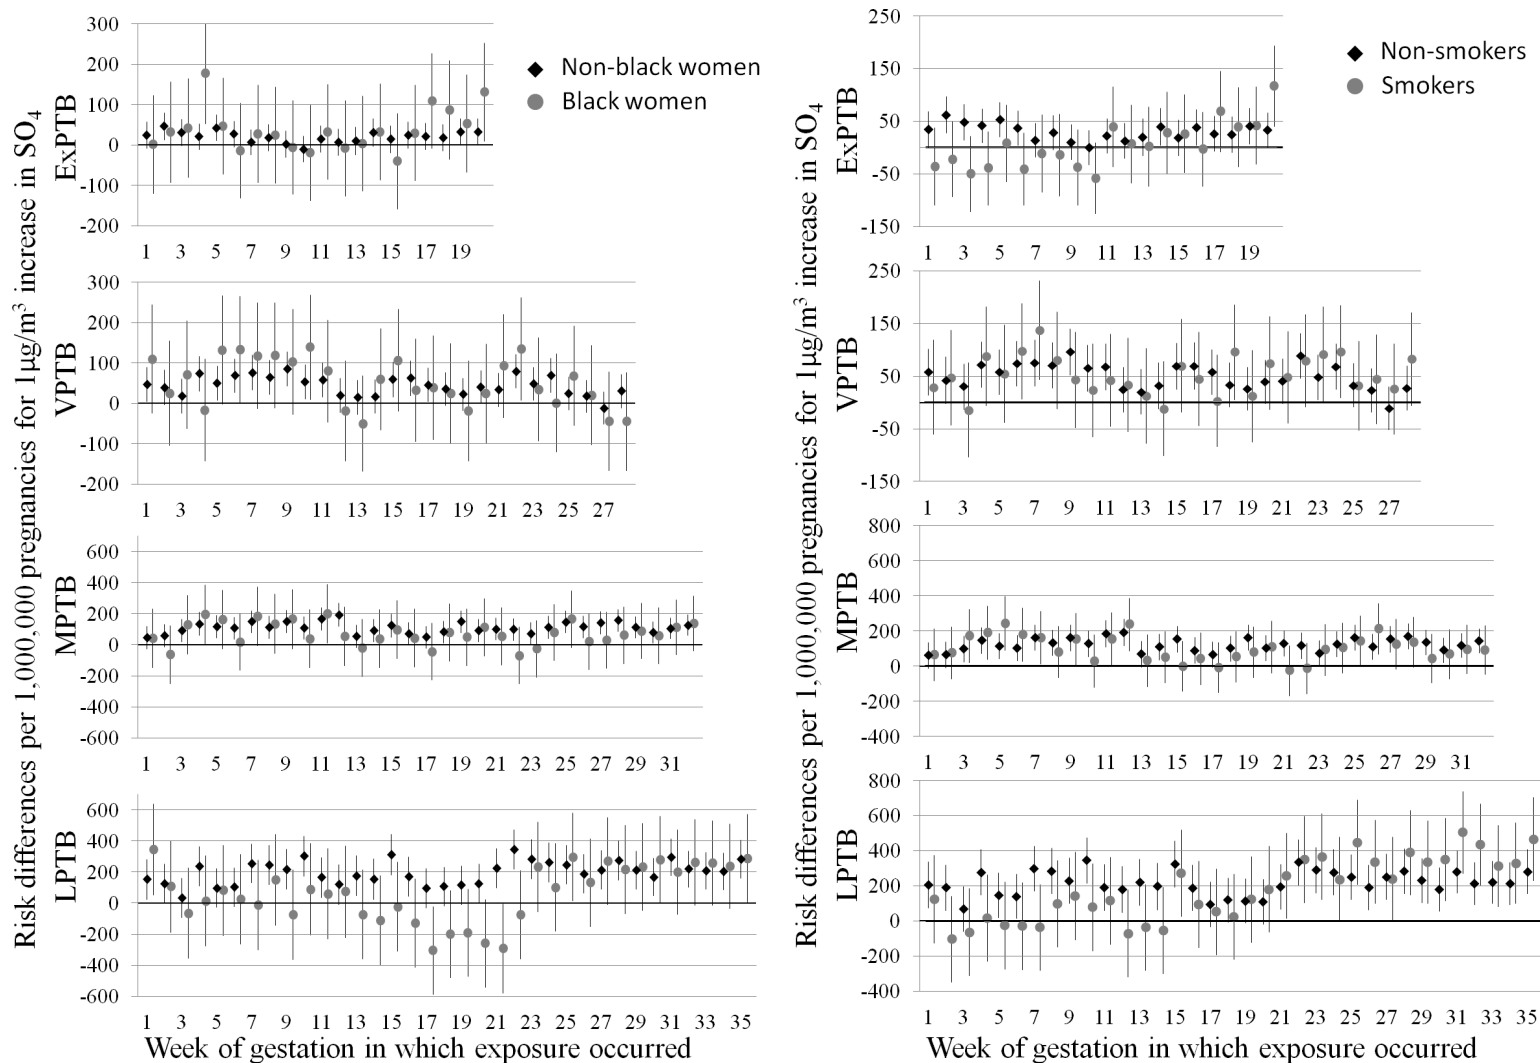 Risk differences per 1,000,000 pregnancies for 1µg/m³ increase in SO₄
ExPTB
300
200
100
0
-100
-200
1 3 5 7 9 11 13 15 17 19
Non-black women
Black women
VPTB
300
200
100
0
-100
-200
1 3 5 7 9 11 13 15 17 19 21 23 25 27
MPTB
600
400
200
0
-200
-400
-600
1 3 5 7 9 11 13 15 17 19 21 23 25 27 29 31
LPTB
600
400
200
0
-200
-400
-600
1 3 5 7 9 11 13 15 17 19 21 23 25 27 29 31 33 35
Week of gestation in which exposure occurred
Risk differences per 1,000,000 pregnancies for 1µg/m³ increase in SO₄
ExPTB
250
150
50
-50
-150
1 3 5 7 9 11 13 15 17 19
Non-smokers
Smokers
VPTB
250
150
50
-50
-150
1 3 5 7 9 11 13 15 17 19 21 23 25 27
MPTB
800
600
400
200
0
-200
-400
1 3 5 7 9 11 13 15 17 19 21 23 25 27 29 31
LPTB
800
600
400
200
0
-200
-400
1 3 5 7 9 11 13 15 17 19 21 23 25 27 29 31 33 35
Week of gestation in which exposure occurred